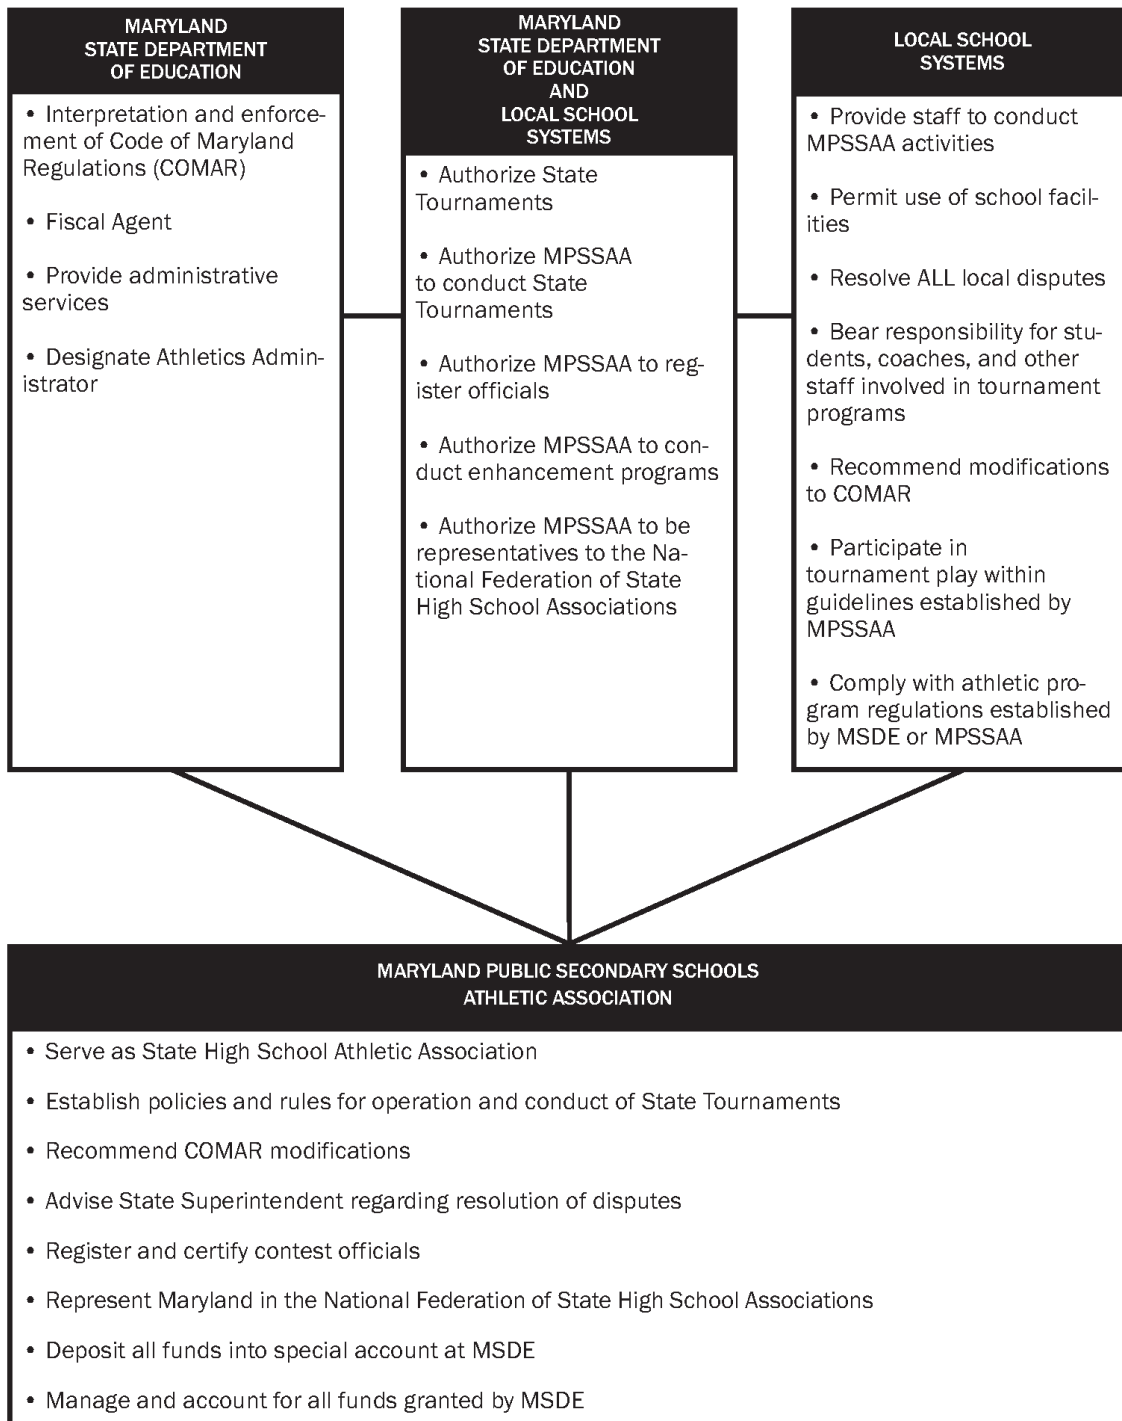 MARYLAND
STATE DEPARTMENT
OF EDUCATION
• Interpretation and enforce-
ment of Code of Maryland
Regulations (COMAR)
• Fiscal Agent
• Provide administrative
services
• Designate Athletics Admin-
istrator
MARYLAND
STATE DEPARTMENT
OF EDUCATION
AND
LOCAL SCHOOL
SYSTEMS
• Authorize State
Tournaments
• Authorize MPSSAA
to conduct State
Tournaments
• Authorize MPSSAA to reg-
ister officials
• Authorize MPSSAA to con-
duct enhancement programs
• Authorize MPSSAA to be
representatives to the Na-
tional Federation of State
High School Associations
LOCAL SCHOOL
SYSTEMS
• Provide staff to conduct
MPSSAA activities
• Permit use of school facil-
ities
• Resolve ALL local disputes
• Bear responsibility for stu-
dents, coaches, and other
staff involved in tournament
programs
• Recommend modifications
to COMAR
• Participate in
tournament play within
guidelines established by
MPSSAA
• Comply with athletic pro-
gram regulations established
by MSDE or MPSSAA
MARYLAND PUBLIC SECONDARY SCHOOLS
ATHLETIC ASSOCIATION
• Serve as State High School Athletic Association
• Establish policies and rules for operation and conduct of State Tournaments
• Recommend COMAR modifications
• Advise State Superintendent regarding resolution of disputes
• Register and certify contest officials
• Represent Maryland in the National Federation of State High School Associations
• Deposit all funds into special account at MSDE
• Manage and account for all funds granted by MSDE